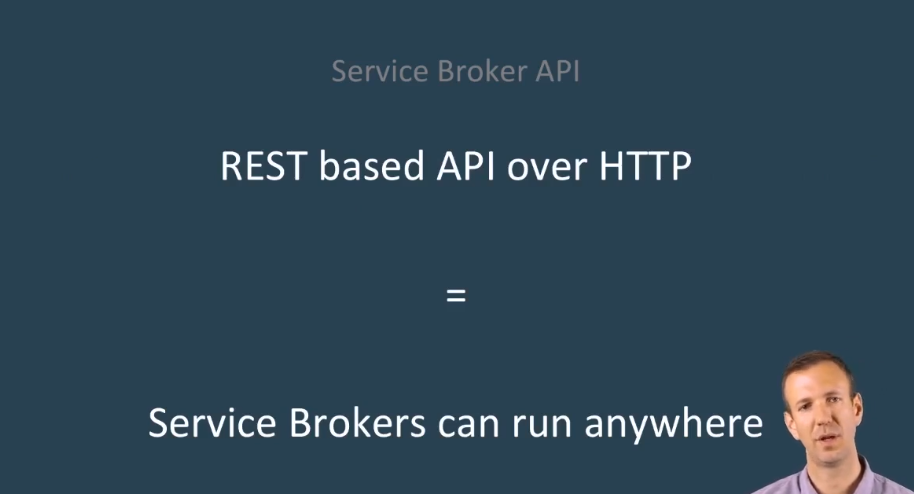 Service Broker API
REST based API over HTTP
=
Service Brokers can run anywhere